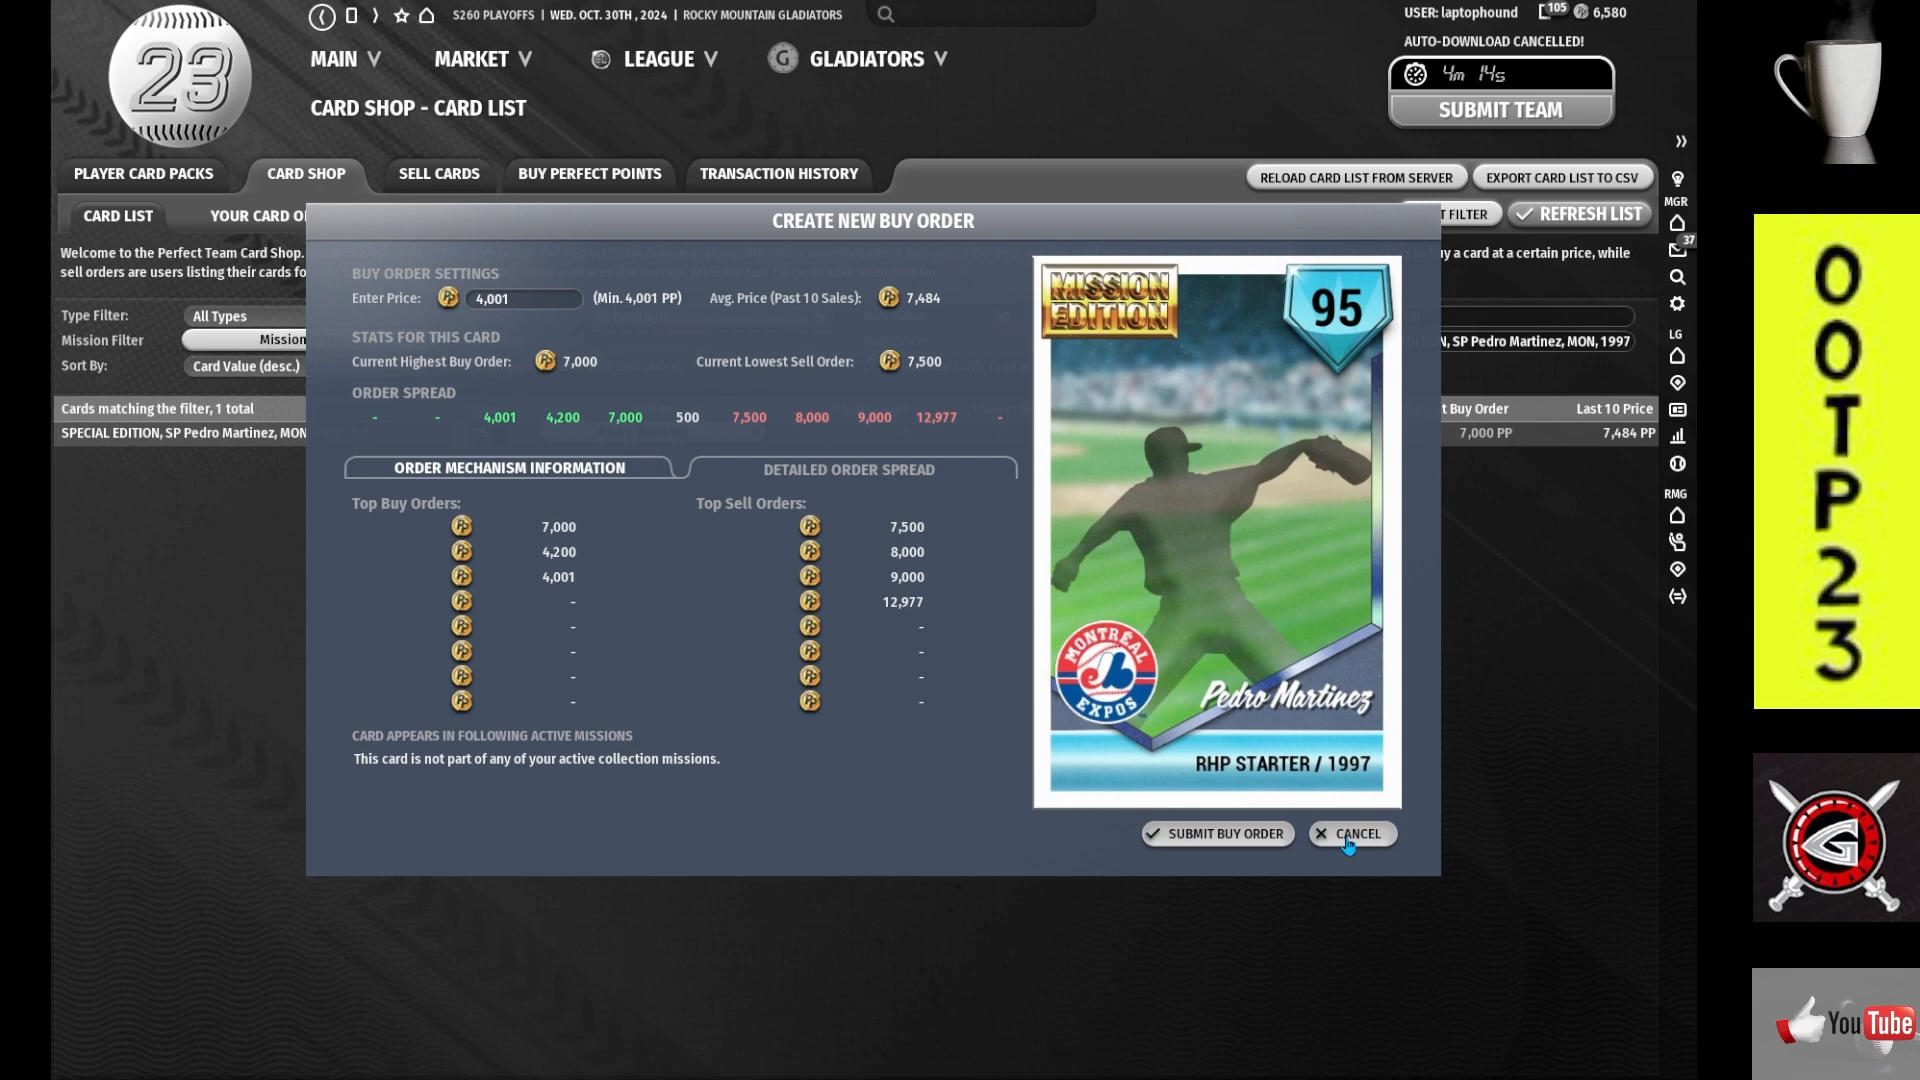 23
S260 PLAYOFFS | WED. OCT. 30TH , 2024 | ROCKY MOUNTAIN GLADIATORS
USER: laptophound 105 6,580
AUTO-DOWNLOAD CANCELLED!
MAIN MARKET LEAGUE GLADIATORS
4m 14s
SUBMIT TEAM
CARD SHOP - CARD LIST
PLAYER CARD PACKS CARD SHOP SELL CARDS BUY PERFECT POINTS TRANSACTION HISTORY
RELOAD CARD LIST FROM SERVER EXPORT CARD LIST TO CSV
CARD LIST YOUR CARD O
T FILTER REFRESH LIST
Welcome to the Perfect Team Card Shop.
y a card at a certain price, while
sell orders are users listing their cards fo
Type Filter: All Types
Mission Filter Mission
, SP Pedro Martinez, MON, 1997
Sort By: Card Value (desc.)
Cards matching the filter, 1 total
t Buy Order Last 10 Price
SPECIAL EDITION, SP Pedro Martinez, MON
7,000 PP 7,484 PP
CREATE NEW BUY ORDER
BUY ORDER SETTINGS
Enter Price: 4,001 (Min. 4,001 PP) Avg. Price (Past 10 Sales): 7,484
STATS FOR THIS CARD
Current Highest Buy Order: 7,000 Current Lowest Sell Order: 7,500
ORDER SPREAD
- - 4,001 4,200 7,000 500 7,500 8,000 9,000 12,977 -
ORDER MECHANISM INFORMATION DETAILED ORDER SPREAD
Top Buy Orders: Top Sell Orders:
7,000 7,500
4,200 8,000
4,001 9,000
- 12,977
- -
- -
- -
- -
CARD APPEARS IN FOLLOWING ACTIVE MISSIONS
This card is not part of any of your active collection missions.
MISSION
EDITION
95
MONTRÉAL
EXPOS
Pedro Martinez
RHP STARTER / 1997
SUBMIT BUY ORDER CANCEL
MGR
37
LG
RMG
OOTP23
G
YouTube